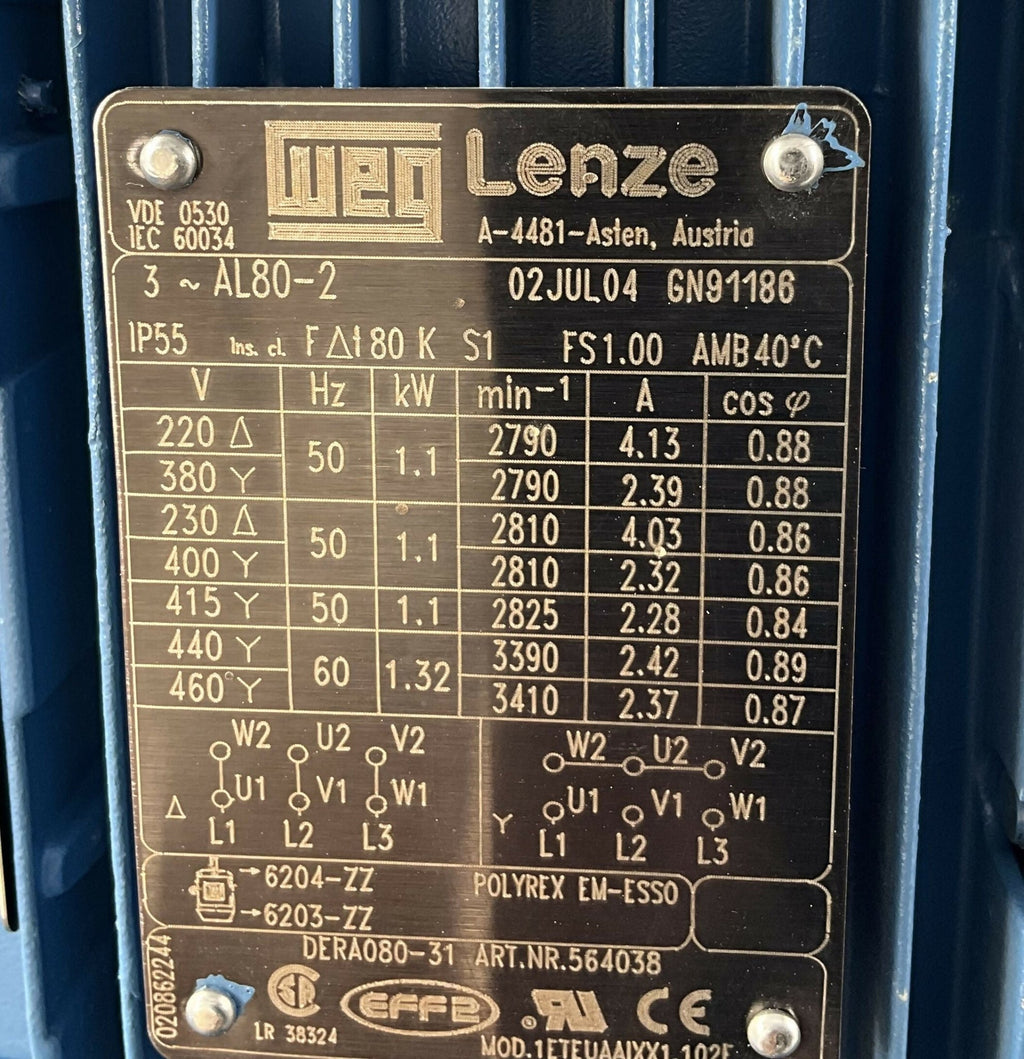 weg Lenze
VDE 0530
IEC 60034
A-4481-Asten, Austria
3 ~ AL80-2 02JUL04 GN91186
IP55 Ins. cl. F Δt 80 K S1 FS1.00 AMB40°C
V Hz kW min-1 A cos φ
220 Δ 50 1.1 2790 4.13 0.88
380 Y 2790 2.39 0.88
230 Δ 50 1.1 2810 4.03 0.86
400 Y 2810 2.32 0.86
415 Y 50 1.1 2825 2.28 0.84
440 Y 60 1.32 3390 2.42 0.89
460 Y 3410 2.37 0.87
W2 U2 V2 W2 U2 V2
Δ U1 V1 W1 Y U1 V1 W1
L1 L2 L3 L1 L2 L3
→6204-ZZ POLYREX EM-ESSO
→6203-ZZ
DERA080-31 ART.NR.564038
020862244
LR 38324 EFF2 CE